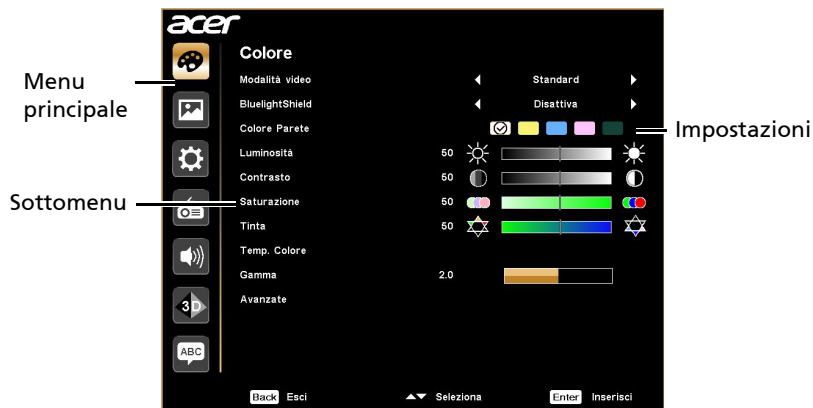 acer
Colore
Modalità video Standard
BluelightShield Disattiva
Colore Parete
Luminosità 50
Contrasto 50
Saturazione 50
Tinta 50
Temp. Colore
Gamma 2.0
Avanzate
3D
ABC
Back Esci Seleziona Enter Inserisci
Menu principale
Sottomenu
Impostazioni